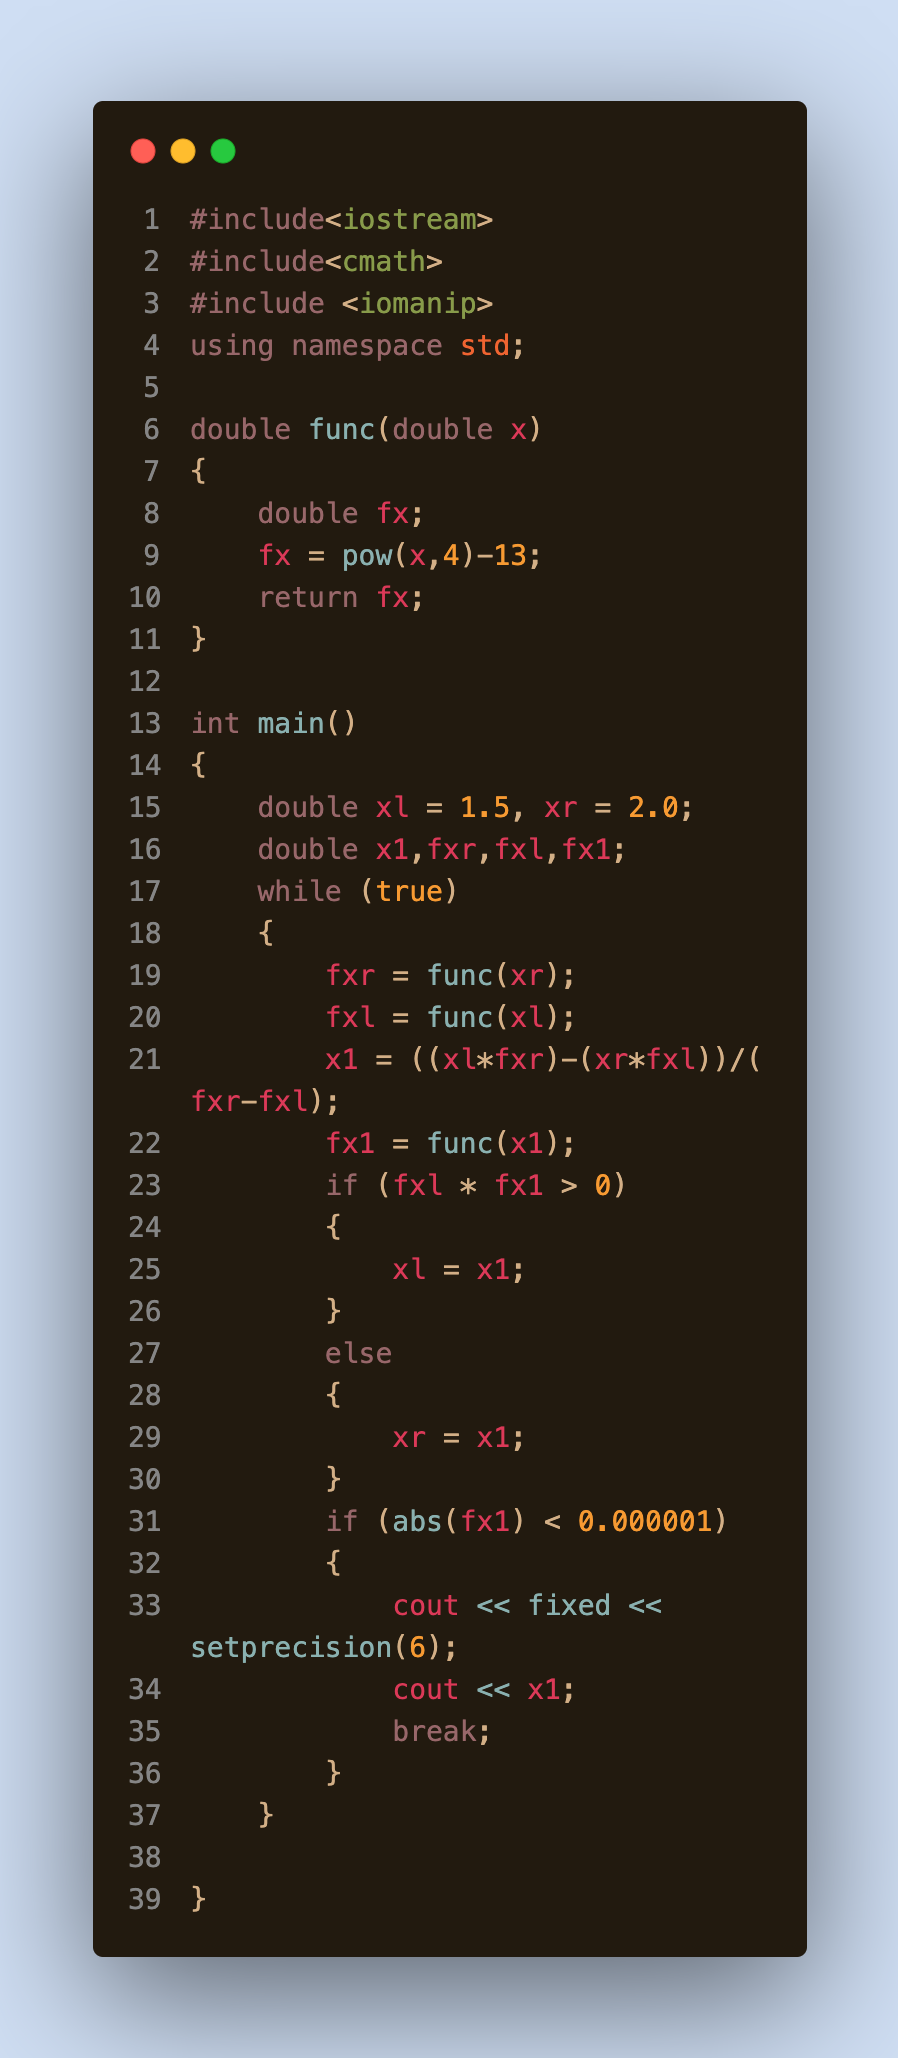 1 #include<iostream>
2 #include<cmath>
3 #include <iomanip>
4 using namespace std;
5
6 double func(double x)
7 {
8     double fx;
9     fx = pow(x,4)-13;
10     return fx;
11 }
12
13 int main()
14 {
15     double xl = 1.5, xr = 2.0;
16     double x1,fxr,fxl,fx1;
17     while (true)
18     {
19         fxr = func(xr);
20         fxl = func(xl);
21         x1 = ((xl*fxr)-(xr*fxl))/(
fxr-fxl);
22         fx1 = func(x1);
23         if (fxl * fx1 > 0)
24         {
25             xl = x1;
26         }
27         else
28         {
29             xr = x1;
30         }
31         if (abs(fx1) < 0.000001)
32         {
33             cout << fixed <<
setprecision(6);
34             cout << x1;
35             break;
36         }
37     }
38
39 }